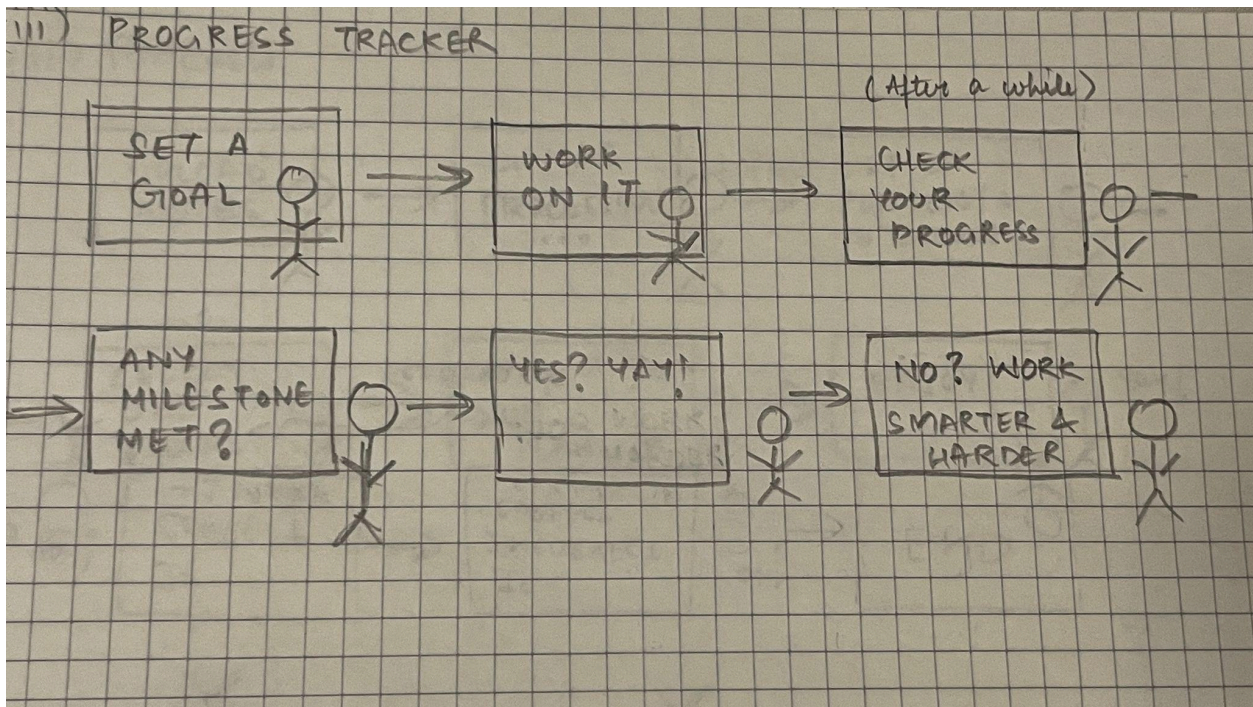 III) PROGRESS TRACKER
SET A
GOAL
WORK
ON IT
(After a while)
CHECK
YOUR
PROGRESS
ANY
MILESTONE
MET?
YES? YAY!
NO? WORK
SMARTER &
HARDER